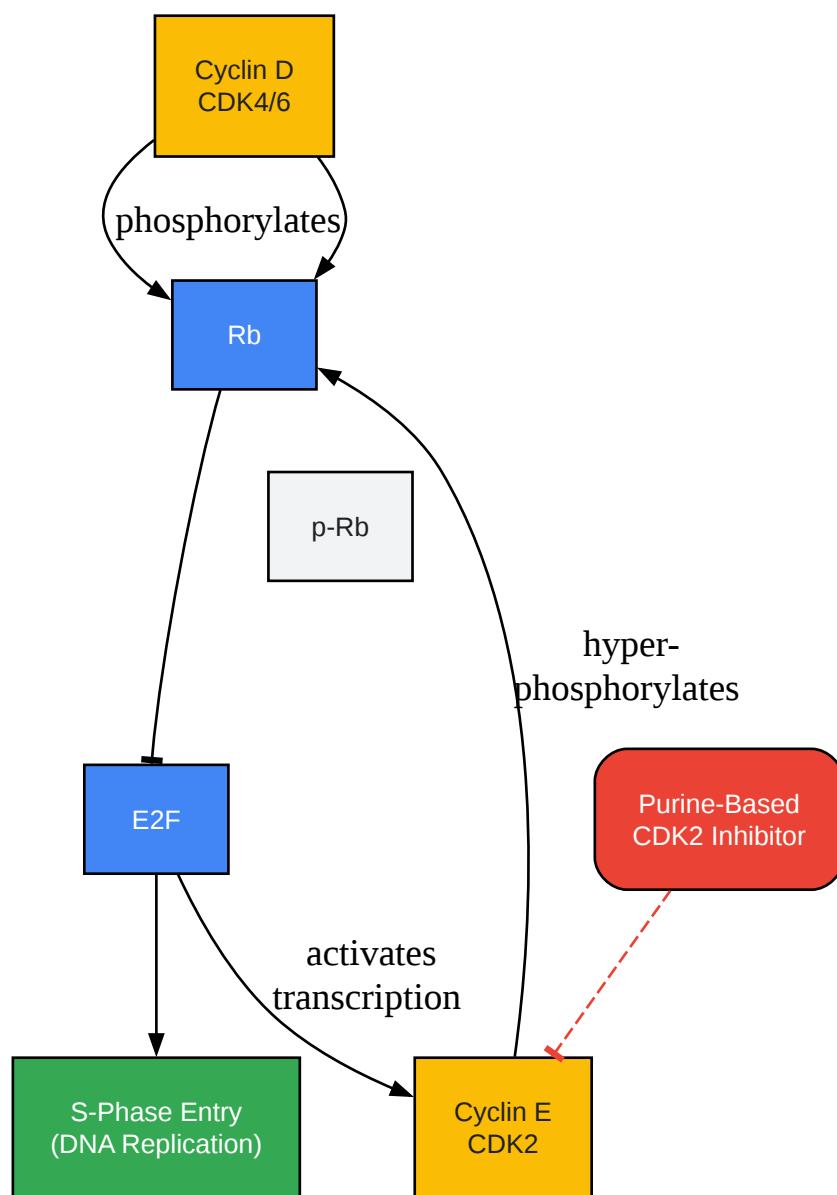 Cyclin D
CDK4/6
phosphorylates
Rb
p-Rb
hyper-
phosphorylates
E2F
Purine-Based
CDK2 Inhibitor
activates
transcription
S-Phase Entry
(DNA Replication)
Cyclin E
CDK2